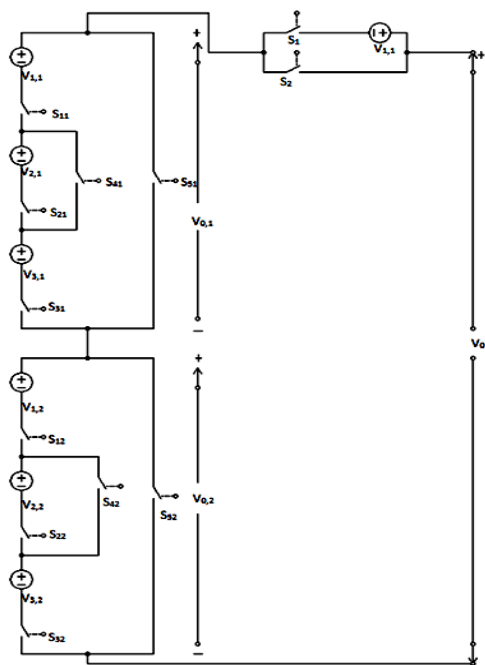 V₁,₁
S₁₁
V₂,₁
S₂₁
S₄₁
S₅₁
V₃,₁
S₃₁
+
V₀,₁
−
S₁
V₁,₁
S₂
+
V₀
V₁,₂
S₁₂
V₂,₂
S₂₂
S₄₂
S₅₂
V₃,₂
S₃₂
+
V₀,₂
−